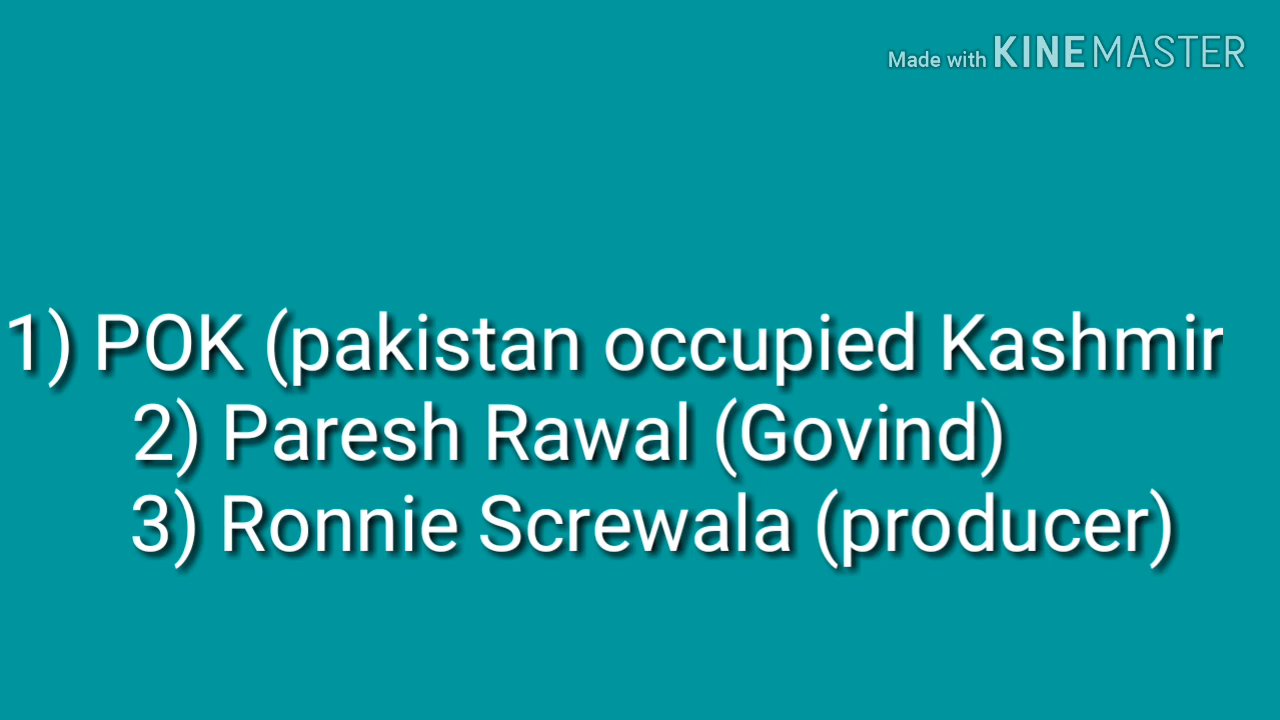 Made with KINEMASTER
1) POK (pakistan occupied Kashmir
2) Paresh Rawal (Govind)
3) Ronnie Screwala (producer)